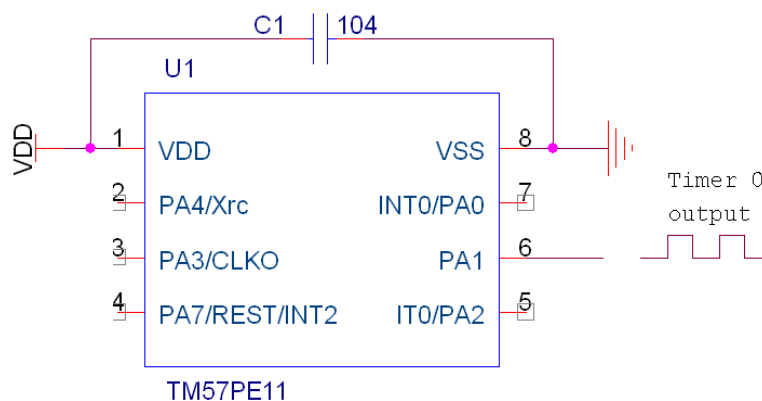 C1 104
U1
VDD
1 VDD VSS 8
2 PA4/Xrc INT0/PA0 7
3 PA3/CLKO PA1 6
4 PA7/REST/INT2 IT0/PA2 5
TM57PE11
Timer 0
output